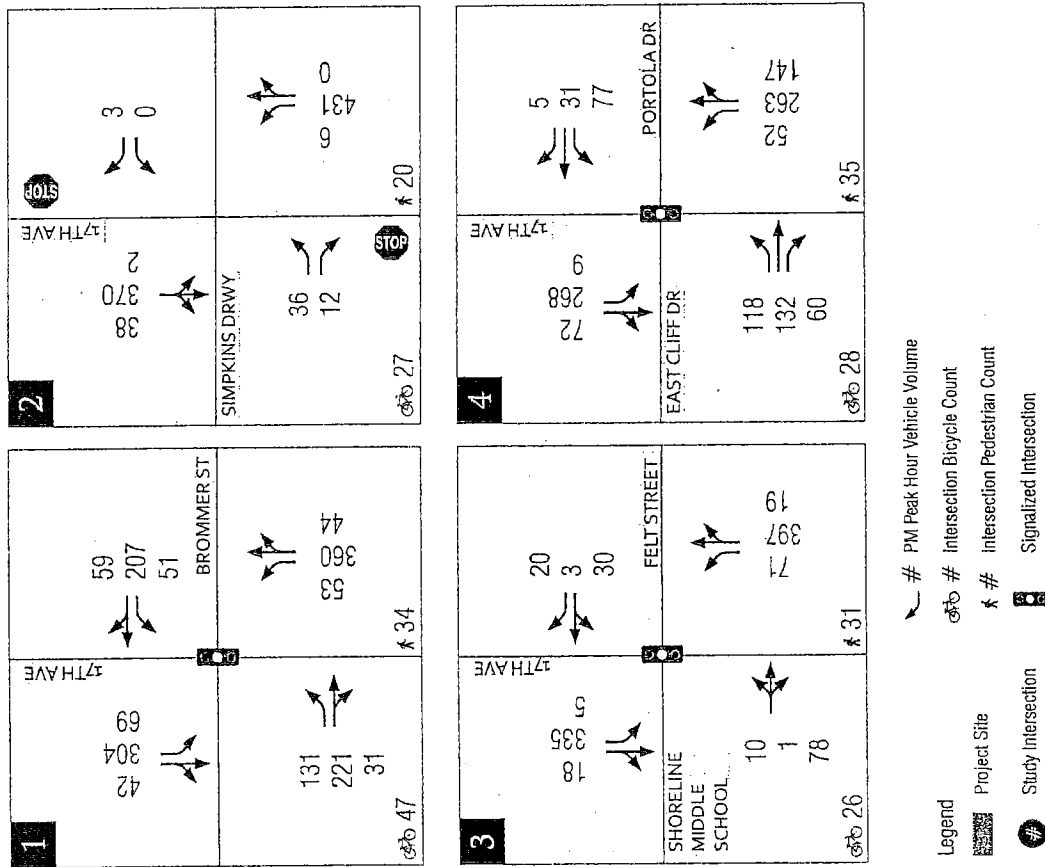 1
17TH AVE
42 304 69
59
207
51
BROMMER ST
131
221
31
53 360 44
47
34
2
17TH AVE
38 370 2
STOP
3
0
SIMPKINS DRWY
36
12
STOP
6 431 0
27
20
3
17TH AVE
18 335 5
20
3
30
FELT STREET
SHORELINE
MIDDLE
SCHOOL
10
1
78
71 397 19
26
31
4
17TH AVE
72 268 9
5
31
77
PORTOLA DR
EAST CLIFF DR
118
132
60
52 263 147
28
35
Legend
Project Site
# Study Intersection
# PM Peak Hour Vehicle Volume
# Intersection Bicycle Count
# Intersection Pedestrian Count
Signalized Intersection